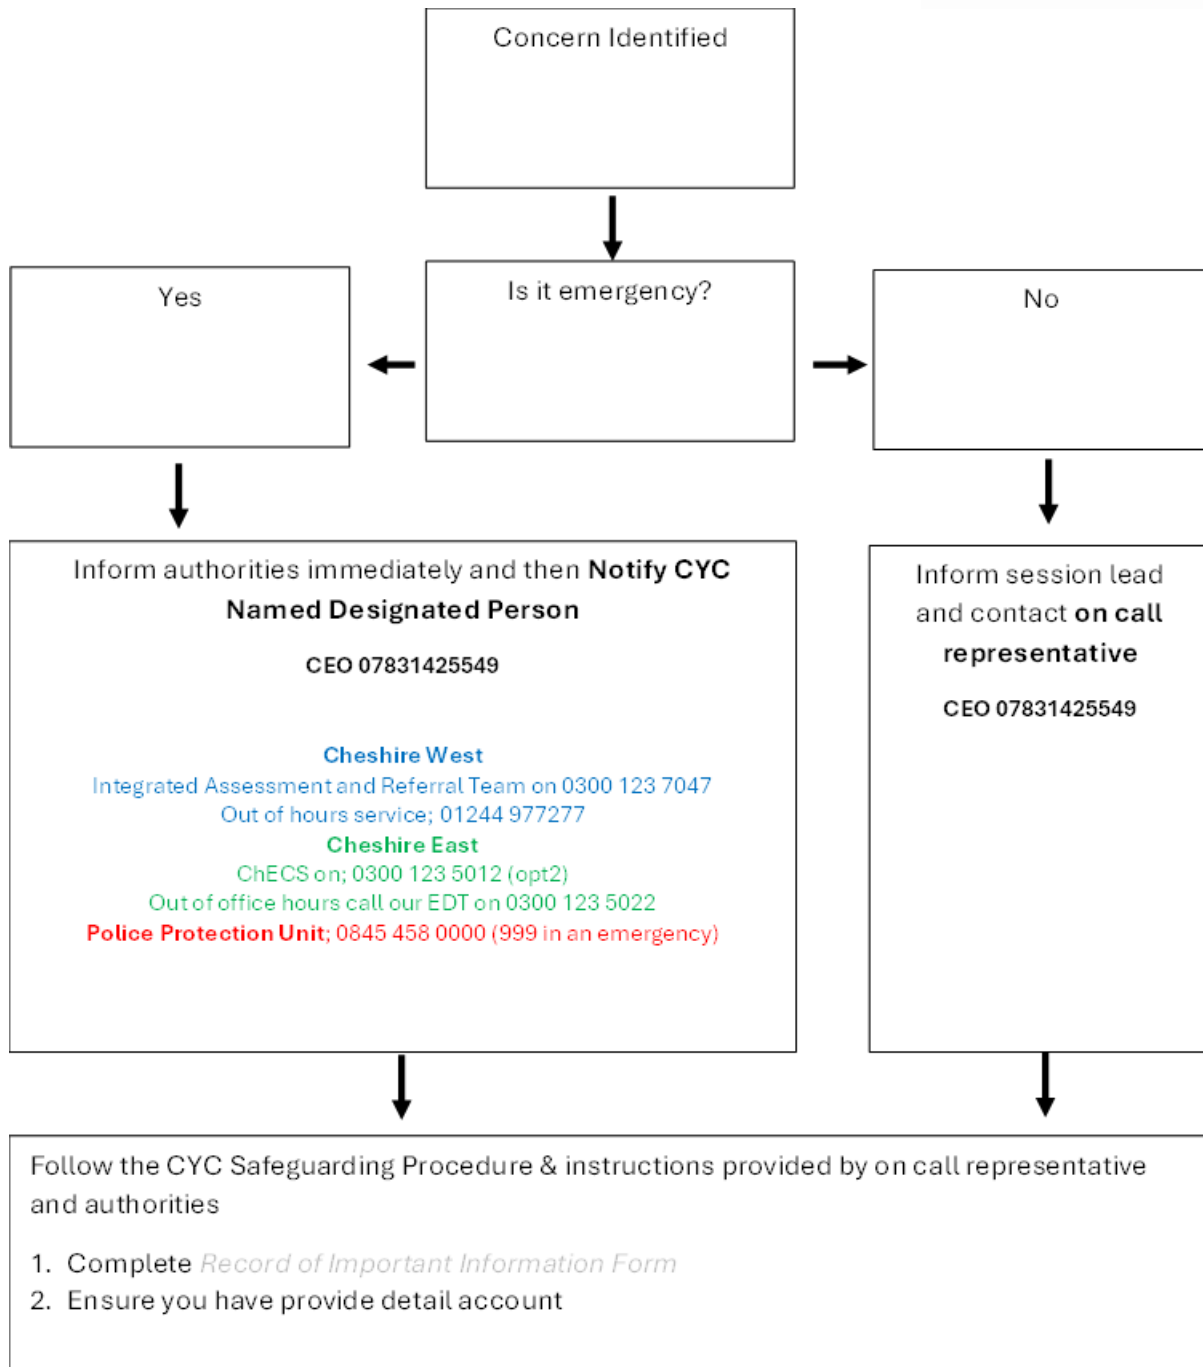 Concern Identified
Is it emergency?
Yes
No
Inform authorities immediately and then Notify CYC
Named Designated Person
CEO 07831425549
Cheshire West
Integrated Assessment and Referral Team on 0300 123 7047
Out of hours service; 01244 977277
Cheshire East
ChECS on; 0300 123 5012 (opt2)
Out of office hours call our EDT on 0300 123 5022
Police Protection Unit; 0845 458 0000 (999 in an emergency)
Inform session lead
and contact on call
representative
CEO 07831425549
Follow the CYC Safeguarding Procedure & instructions provided by on call representative
and authorities
1. Complete Record of Important Information Form
2. Ensure you have provide detail account